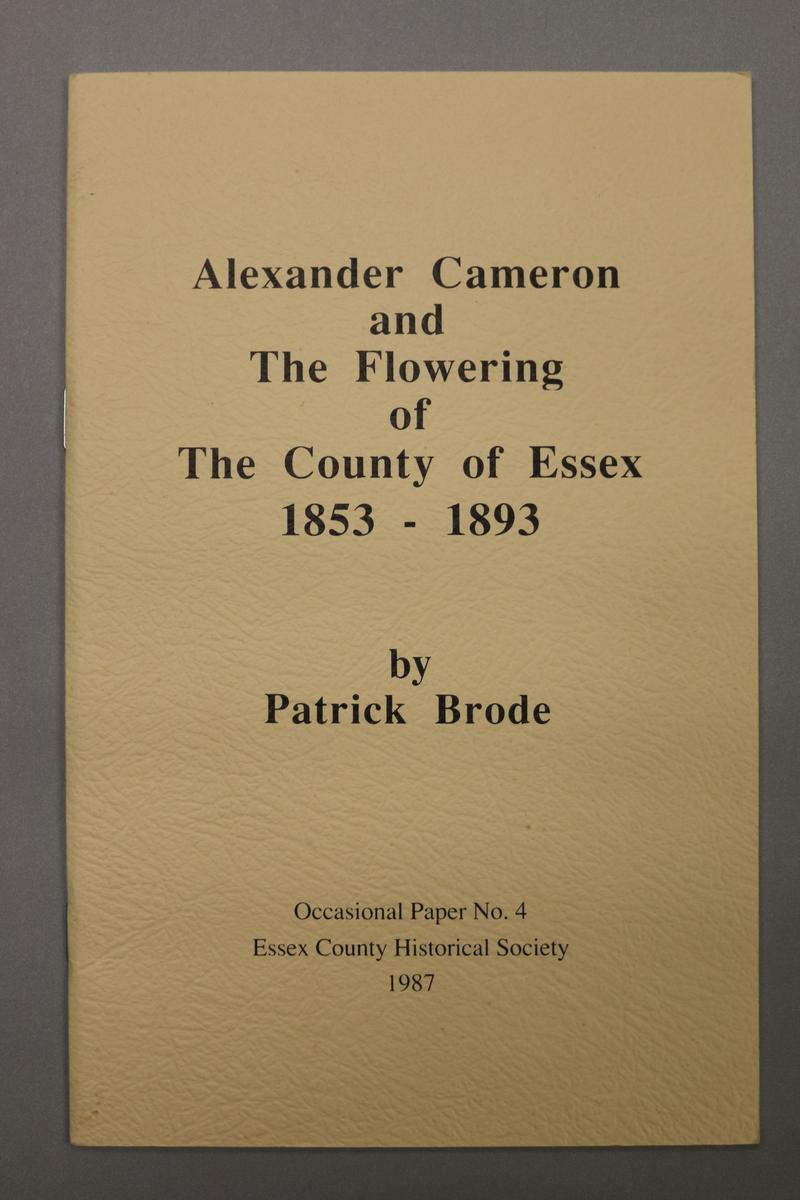 Alexander Cameron
and
The Flowering
of
The County of Essex
1853 - 1893
by
Patrick Brode
Occasional Paper No. 4
Essex County Historical Society
1987